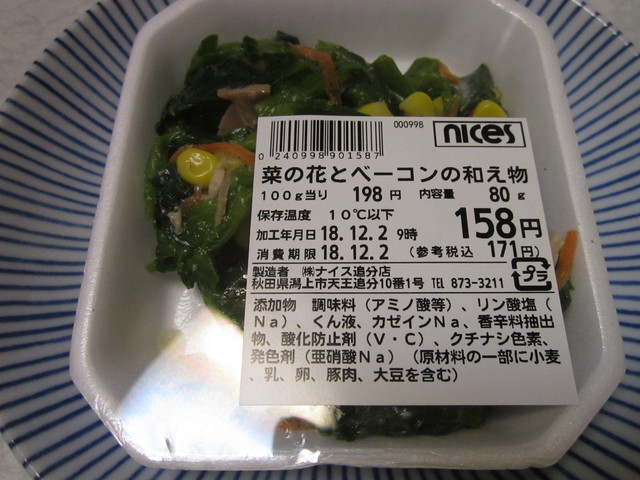 000998
nices
0 240998 901587
菜の花とベーコンの和え物
100g当り 198円 内容量 80g
保存温度 10℃以下
158円
加工年月日 18.12.2 9時
消費期限 18.12.2 (参考税込 171円)
製造者 ㈱ナイス追分店
秋田県潟上市天王追分10番1号 TEL 873-3211
プラ
添加物 調味料(アミノ酸等)、リン酸塩(
Na)、くん液、カゼインNa、香辛料抽出
物、酸化防止剤(V・C)、クチナシ色素、
発色剤(亜硝酸Na) (原材料の一部に小麦
、乳、卵、豚肉、大豆を含む)